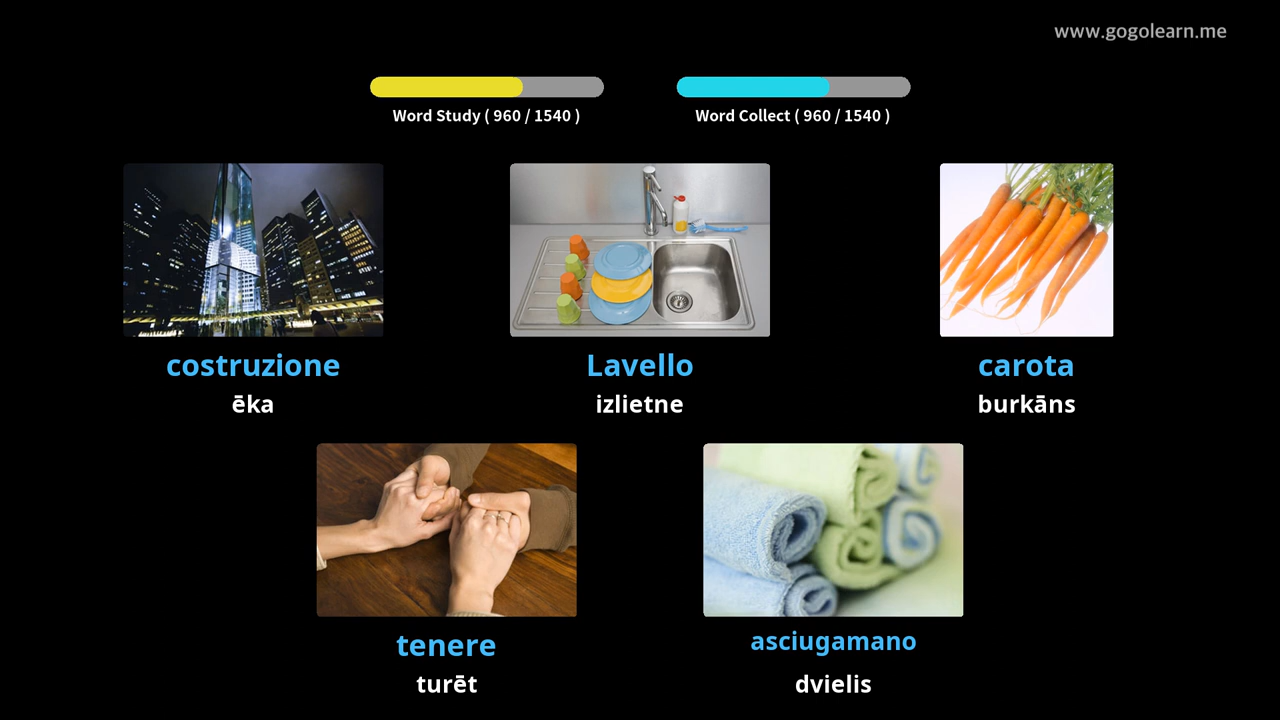 www.gogolearn.me
Word Study ( 960 / 1540 )
Word Collect ( 960 / 1540 )
costruzione
ēka
Lavello
izlietne
carota
burkāns
tenere
turēt
asciugamano
dvielis